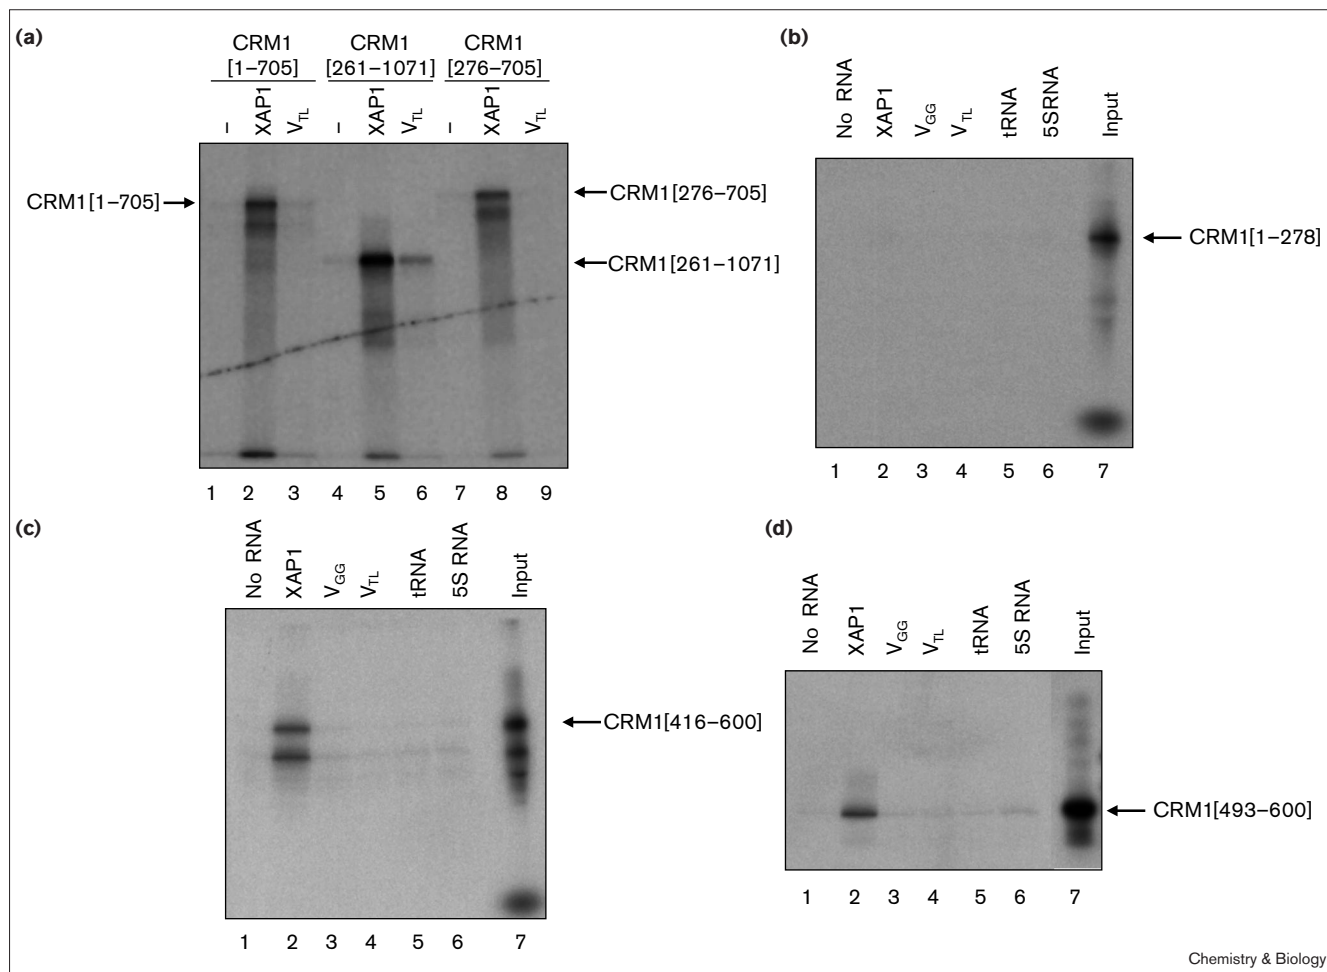 (a)
CRM1 CRM1 CRM1
[1–705] [261–1071] [276–705]
– XAP1 V_TL – XAP1 V_TL – XAP1 V_TL
CRM1[1–705]
CRM1[276–705]
CRM1[261–1071]
1 2 3 4 5 6 7 8 9
(b)
No RNA XAP1 V_GG V_TL tRNA 5SRNA Input
CRM1[1–278]
1 2 3 4 5 6 7
(c)
No RNA XAP1 V_GG V_TL tRNA 5S RNA Input
CRM1[416–600]
1 2 3 4 5 6 7
(d)
No RNA XAP1 V_GG V_TL tRNA 5S RNA Input
CRM1[493–600]
1 2 3 4 5 6 7
Chemistry & Biology